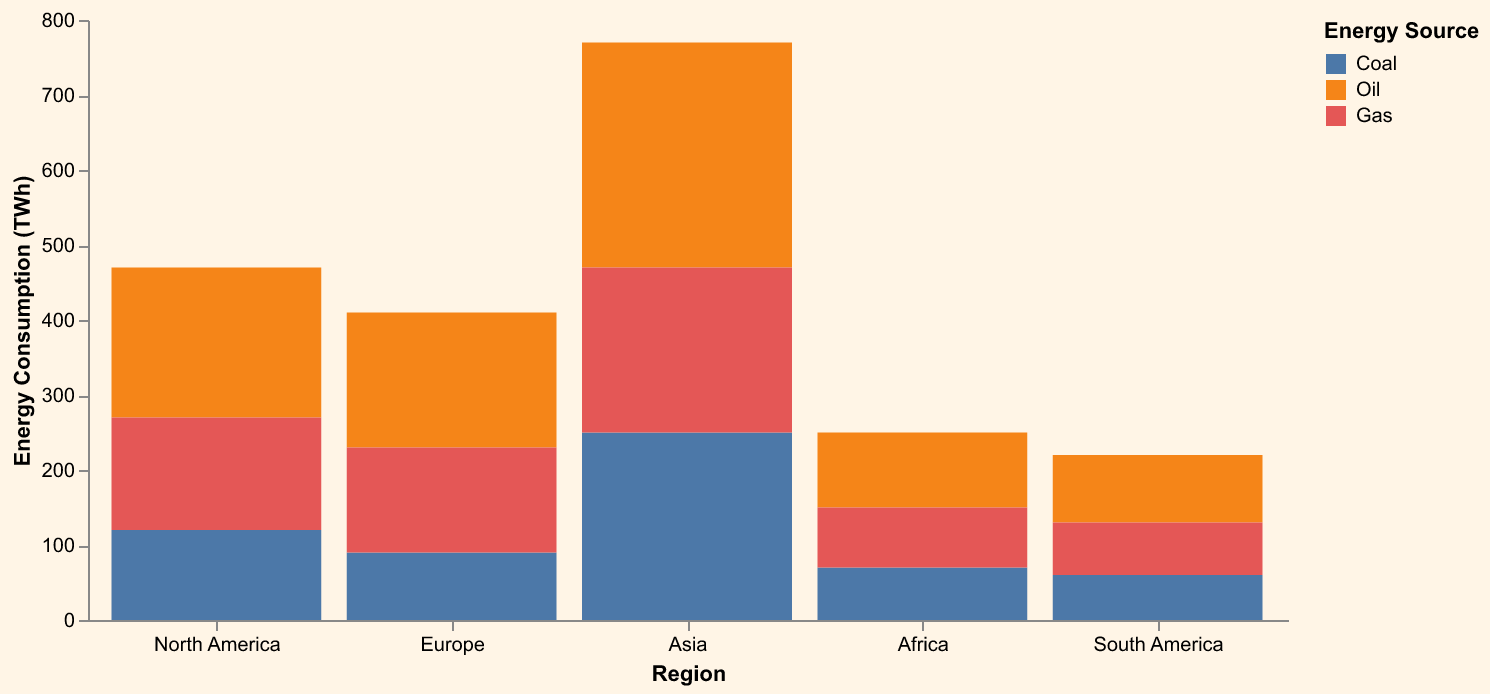 800
700
600
500
400
300
200
100
0
Energy Consumption (TWh)
North America
Europe
Asia
Africa
South America
Region
Energy Source
Coal
Oil
Gas